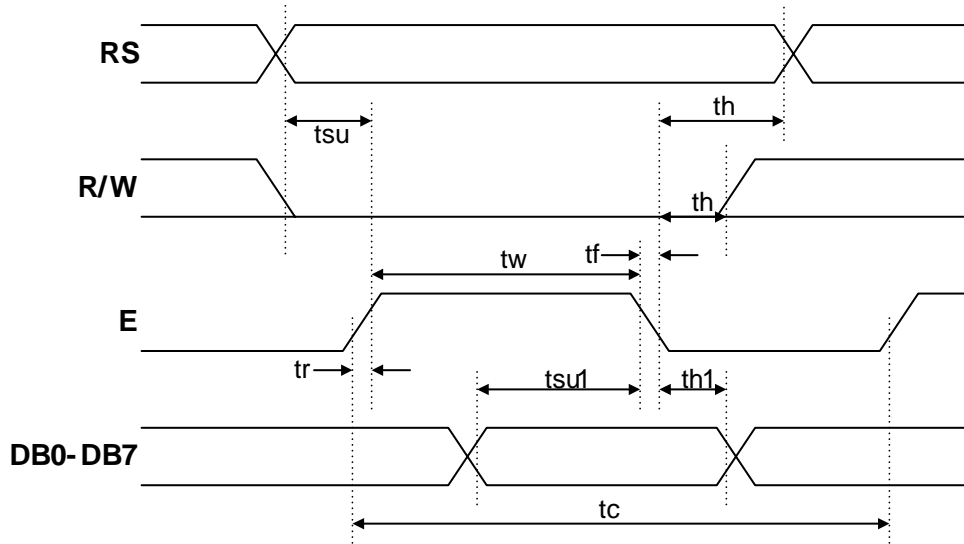 RS
tsu
th
R/W
th
tf
tw
E
tr
tsu1
th1
DB0-DB7
tc